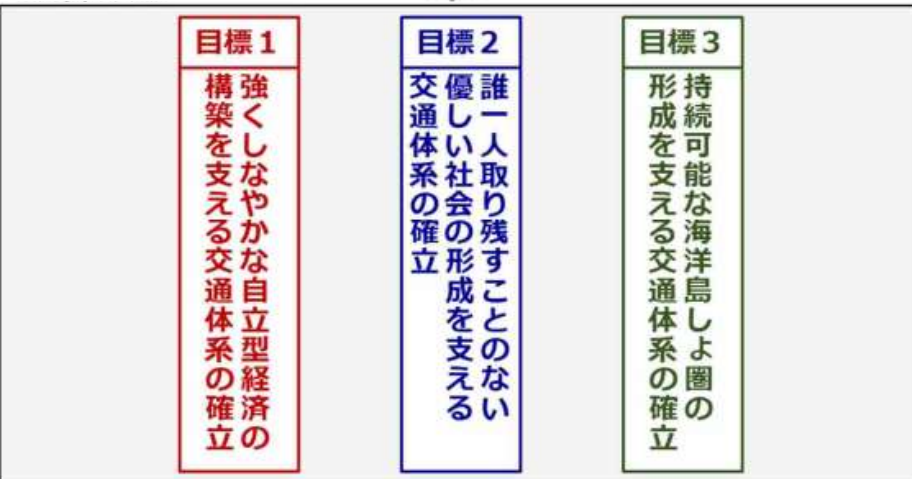 目標１
強くしなやかな自立型経済の
構築を支える交通体系の確立
目標２
誰一人取り残すことのない
優しい社会の形成を支える
交通体系の確立
目標３
持続可能な海洋島しよ圏の
形成を支える交通体系の確立